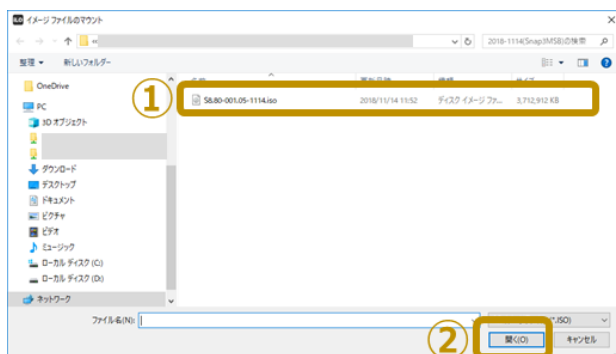 iLO イメージ ファイルのマウント
2018-1114(Snap3MSB)の検索
整理 新しいフォルダー
OneDrive
PC
3D オブジェクト
ダウンロード
デスクトップ
ドキュメント
ピクチャ
ビデオ
ミュージック
ローカル ディスク (C:)
ローカル ディスク (D:)
ネットワーク
①
S8.80-001.05-1114.iso 2018/11/14 11:52 ディスク イメージ ファ... 3,712,912 KB
ファイル名(N):
*.ISO)
②
開く(O) キャンセル